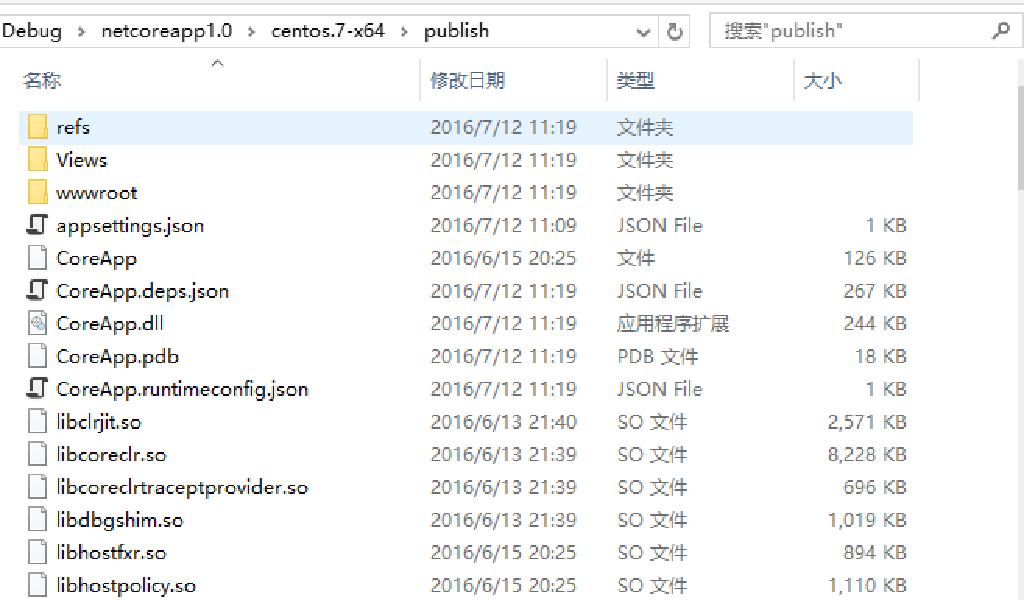 Debug > netcoreapp1.0 > centos.7-x64 > publish 搜索"publish"
名称 修改日期 类型 大小
refs 2016/7/12 11:19 文件夹
Views 2016/7/12 11:19 文件夹
wwwroot 2016/7/12 11:19 文件夹
appsettings.json 2016/7/12 11:09 JSON File 1 KB
CoreApp 2016/6/15 20:25 文件 126 KB
CoreApp.deps.json 2016/7/12 11:19 JSON File 267 KB
CoreApp.dll 2016/7/12 11:19 应用程序扩展 244 KB
CoreApp.pdb 2016/7/12 11:19 PDB 文件 18 KB
CoreApp.runtimeconfig.json 2016/7/12 11:19 JSON File 1 KB
libclrjit.so 2016/6/13 21:40 SO 文件 2,571 KB
libcoreclr.so 2016/6/13 21:39 SO 文件 8,228 KB
libcoreclrtraceptprovider.so 2016/6/13 21:39 SO 文件 696 KB
libdbgshim.so 2016/6/13 21:39 SO 文件 1,019 KB
libhostfxr.so 2016/6/15 20:25 SO 文件 894 KB
libhostpolicy.so 2016/6/15 20:25 SO 文件 1,110 KB